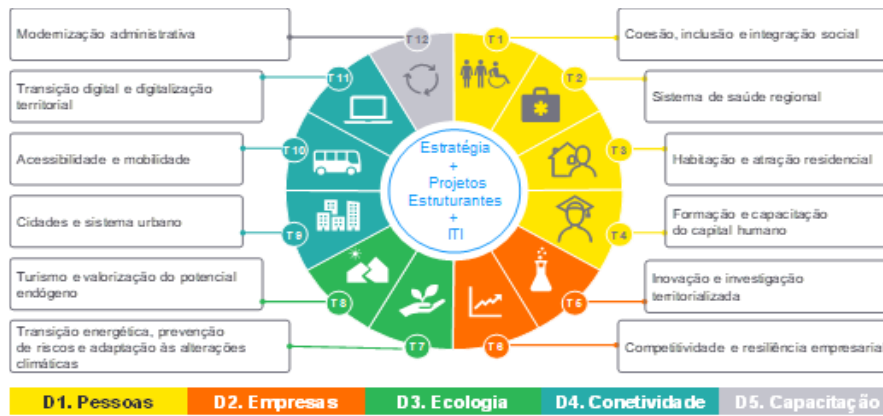 Modernização administrativa
Transição digital e digitalização
territorial
Acessibilidade e mobilidade
Cidades e sistema urbano
Turismo e valorização do potencial
endógeno
Transição energética, prevenção
de riscos e adaptação às alterações
climáticas
T12
T1
T11
T2
T10
T3
T9
T4
T8
T5
T7
T6
Estratégia
+
Projetos
Estruturantes
+
ITI
Coesão, inclusão e integração social
Sistema de saúde regional
Habitação e atração residencial
Formação e capacitação
do capital humano
Inovação e investigação
territorializada
Competitividade e resiliência empresarial
D1. Pessoas
D2. Empresas
D3. Ecologia
D4. Conetividade
D5. Capacitação